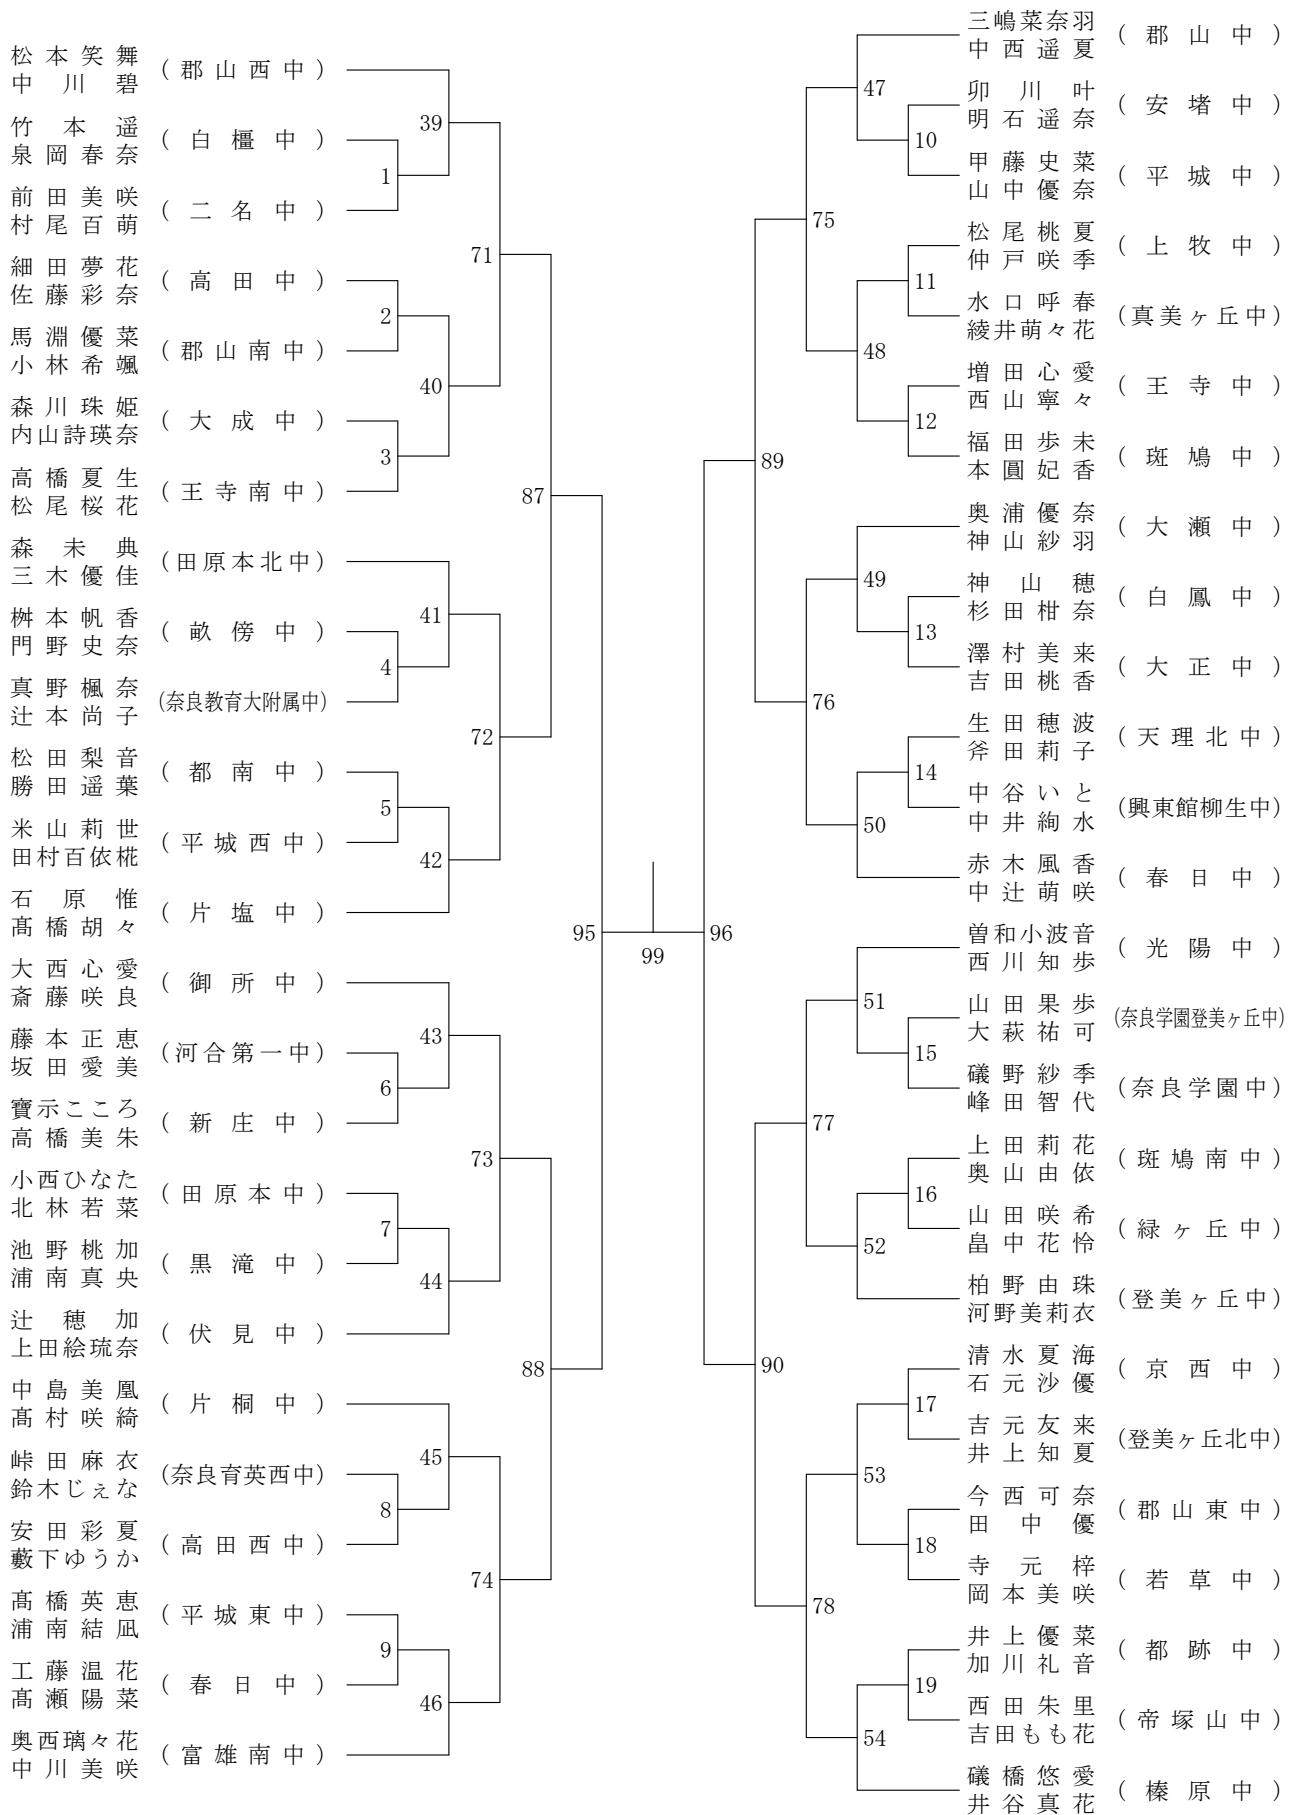 松本笑舞
中川碧
(郡山西中)
竹本遥
泉岡春奈
(白橿中)
前田美咲
村尾百萌
(二名中)
細田夢花
佐藤彩奈
(高田中)
馬淵優菜
小林希颯
(郡山南中)
森川珠姫
内山詩瑛奈
(大成中)
高橋夏生
松尾桜花
(王寺南中)
森未典
三木優佳
(田原本北中)
桝本帆香
門野史奈
(畝傍中)
真野楓奈
辻本尚子
(奈良教育大附属中)
松田梨音
勝田遥葉
(都南中)
米山莉世
田村百依椛
(平城西中)
石原惟
髙橋胡々
(片塩中)
大西心愛
斎藤咲良
(御所中)
藤本正恵
坂田愛美
(河合第一中)
寶示こころ
高橋美朱
(新庄中)
小西ひなた
北林若菜
(田原本中)
池野桃加
浦南真央
(黒滝中)
辻穂加
上田絵琉奈
(伏見中)
中島美凰
髙村咲綺
(片桐中)
峠田麻衣
鈴木じぇな
(奈良育英西中)
安田彩夏
藪下ゆうか
(高田西中)
髙橋英恵
浦南結凪
(平城東中)
工藤温花
髙瀬陽菜
(春日中)
奥西璃々花
中川美咲
(富雄南中)
1
2
3
4
5
6
7
8
9
39
40
41
42
43
44
45
46
71
72
73
74
87
88
95
99
96
89
90
75
76
77
78
47
48
49
50
51
52
53
54
10
11
12
13
14
15
16
17
18
19
三嶋菜奈羽
中西遥夏
(郡山中)
卯川叶
明石遥奈
(安堵中)
甲藤史菜
山中優奈
(平城中)
松尾桃夏
仲戸咲季
(上牧中)
水口呼春
綾井萌々花
(真美ヶ丘中)
増田心愛
西山寧々
(王寺中)
福田歩未
本圓妃香
(斑鳩中)
奥浦優奈
神山紗羽
(大瀬中)
神山穂
杉田柑奈
(白鳳中)
澤村美来
吉田桃香
(大正中)
生田穂波
斧田莉子
(天理北中)
中谷いと
中井絢水
(興東館柳生中)
赤木風香
中辻萌咲
(春日中)
曽和小波音
西川知歩
(光陽中)
山田果歩
大萩祐可
(奈良学園登美ヶ丘中)
礒野紗季
峰田智代
(奈良学園中)
上田莉花
奥山由依
(斑鳩南中)
山田咲希
畠中花怜
(緑ヶ丘中)
柏野由珠
河野美莉衣
(登美ヶ丘中)
清水夏海
石元沙優
(京西中)
吉元友来
井上知夏
(登美ヶ丘北中)
今西可奈
田中優
(郡山東中)
寺元梓
岡本美咲
(若草中)
井上優菜
加川礼音
(都跡中)
西田朱里
吉田もも花
(帝塚山中)
礒橋悠愛
井谷真花
(榛原中)